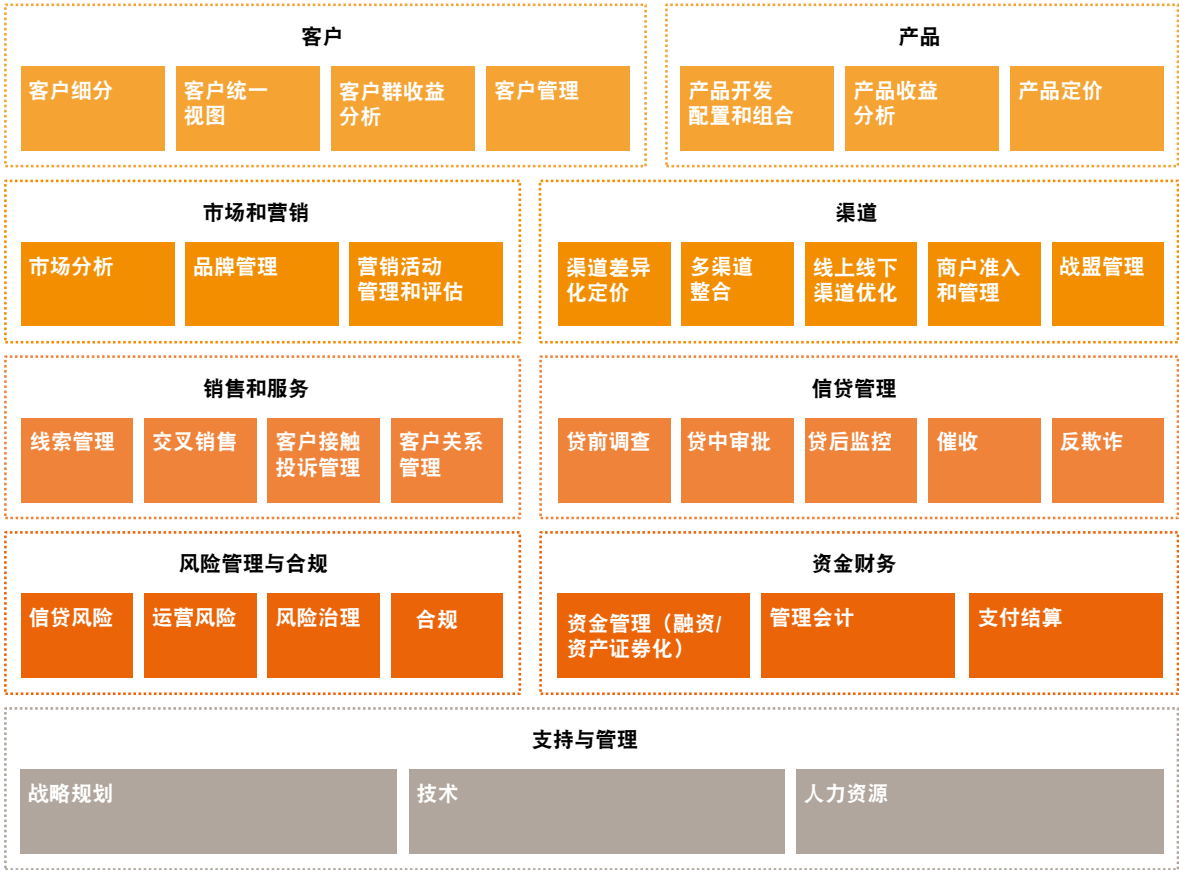 客户
客户细分
客户统一
视图
客户群收益
分析
客户管理
产品
产品开发
配置和组合
产品收益
分析
产品定价
市场和营销
市场分析
品牌管理
营销活动
管理和评估
渠道
渠道差异
化定价
多渠道
整合
线上线下
渠道优化
商户准入
和管理
战盟管理
销售和服务
线索管理
交叉销售
客户接触
投诉管理
客户关系
管理
信贷管理
贷前调查
贷中审批
贷后监控
催收
反欺诈
风险管理与合规
信贷风险
运营风险
风险治理
合规
资金财务
资金管理（融资/
资产证券化）
管理会计
支付结算
支持与管理
战略规划
技术
人力资源